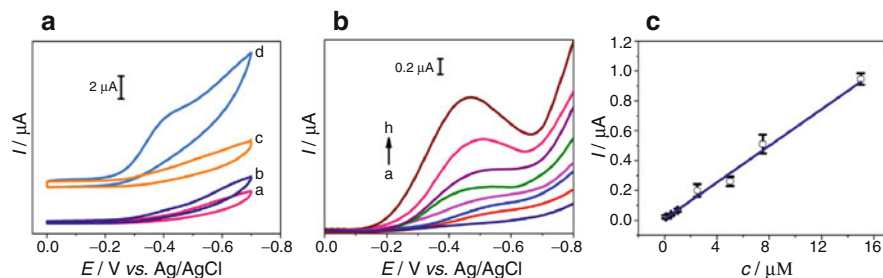 a
2 µA
d
c
b
a
I / µA
0.0 −0.2 −0.4 −0.6 −0.8
E / V vs. Ag/AgCl
b
0.2 µA
h
a
I / µA
0.0 −0.2 −0.4 −0.6 −0.8
E / V vs. Ag/AgCl
c
1.2
1.0
0.8
0.6
0.4
0.2
0.0
I / µA
0 4 8 12 16
c / µM